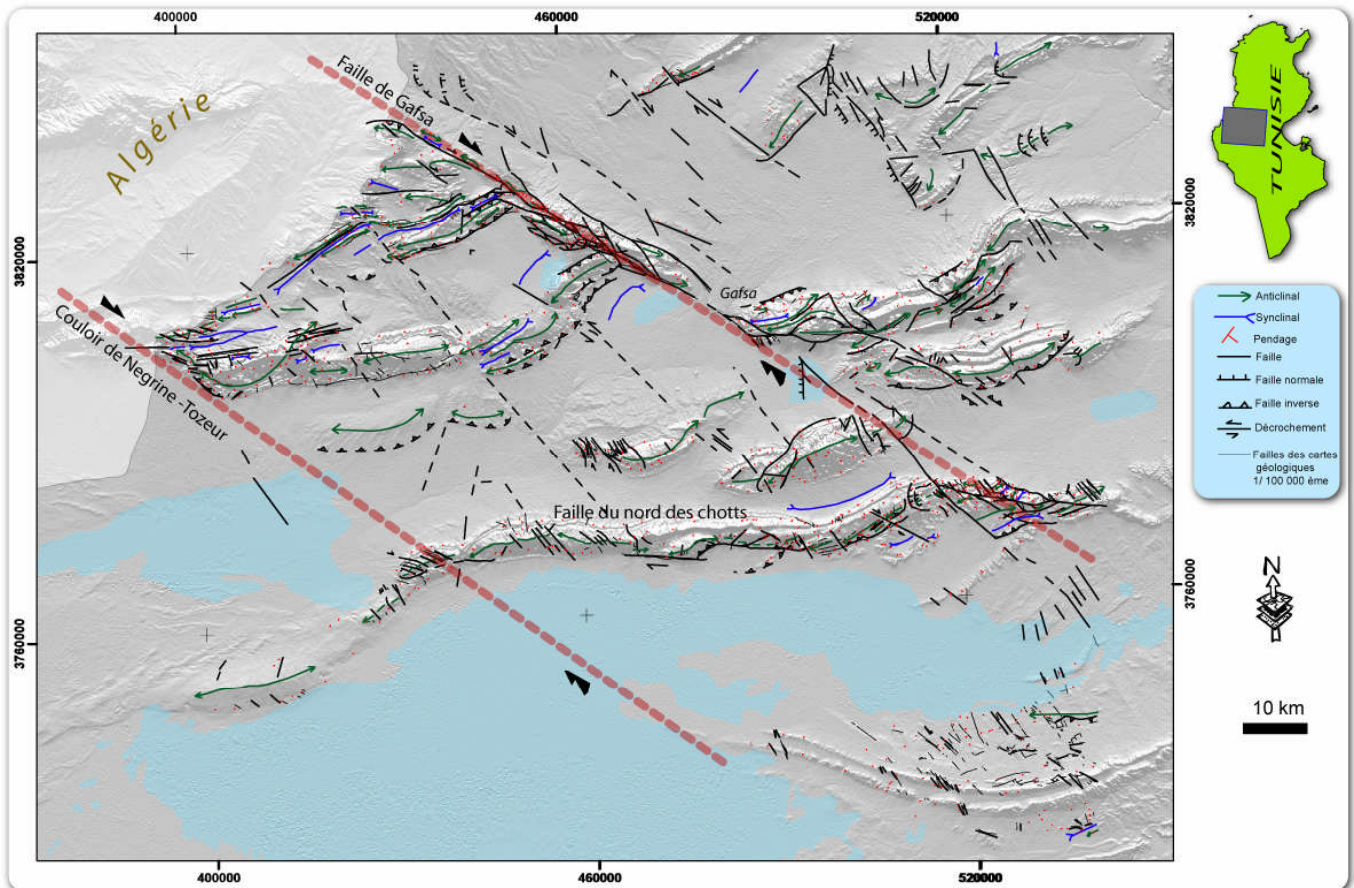 400000
460000
520000
Faille de Gafsa
Algérie
3820000
3820000
Couloir de Negrine -Tozeur
Gafsa
Faille du nord des chotts
3760000
3760000
400000
460000
520000
TUNISIE
Anticlinal
Synclinal
Pendage
Faille
Faille normale
Faille inverse
Décrochement
Failles des cartes
géologiques
1/ 100 000 ème
N
10 km